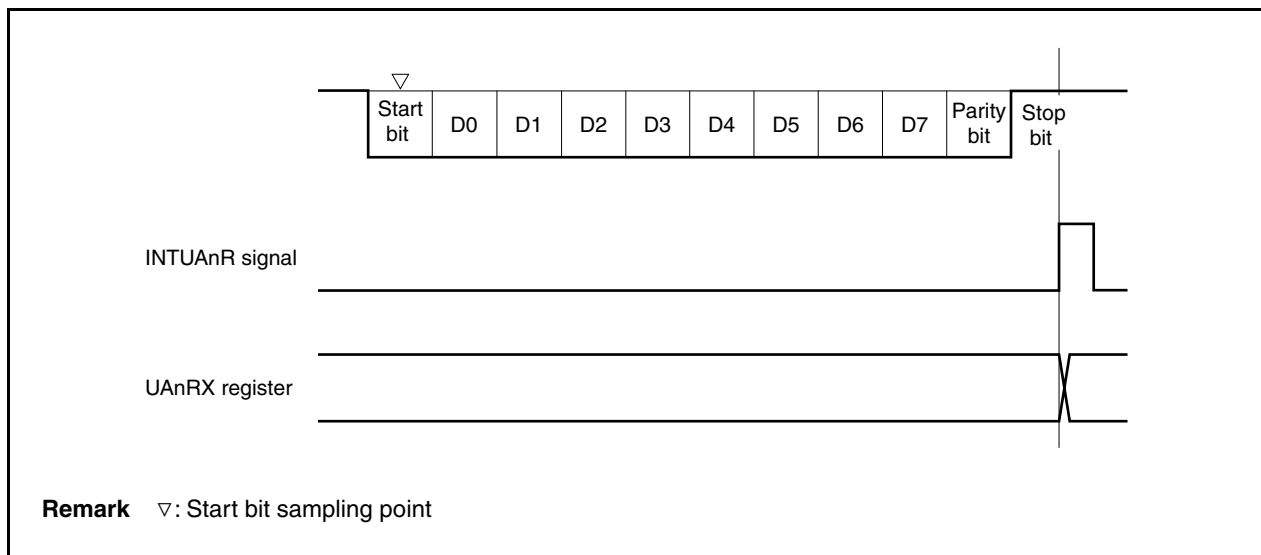 Start
bit
D0
D1
D2
D3
D4
D5
D6
D7
Parity
bit
Stop
bit
INTUAnR signal
UAnRX register
Remark ▽: Start bit sampling point